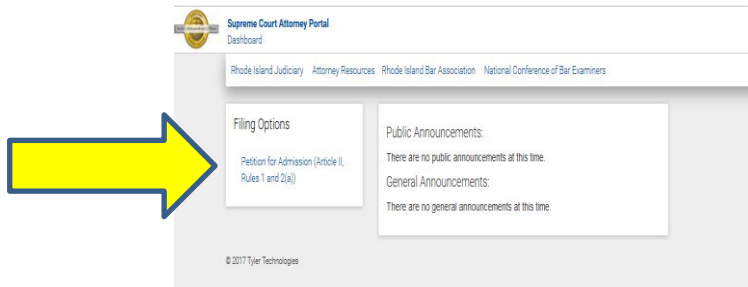 Supreme Court Attorney Portal
Dashboard
Rhode Island Judiciary Attorney Resources Rhode Island Bar Association National Conference of Bar Examiners
Filing Options
Petition for Admission (Article II,
Rules 1 and 2(a))
Public Announcements:
There are no public announcements at this time.
General Announcements:
There are no general announcements at this time.
© 2017 Tyler Technologies